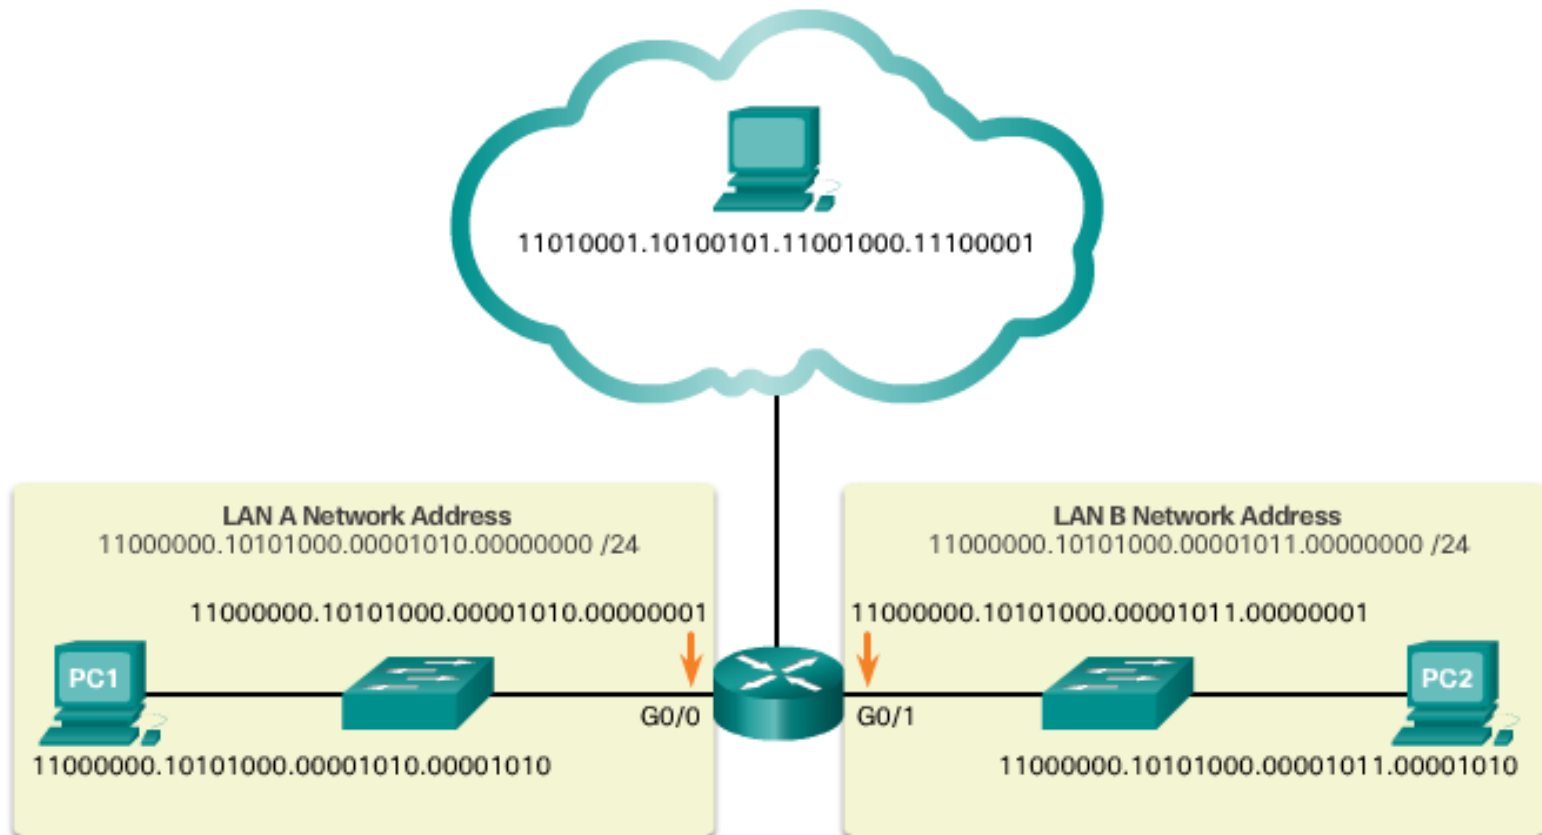 11010001.10100101.11001000.11100001
LAN A Network Address
11000000.10101000.00001010.00000000 /24
11000000.10101000.00001010.00000001
PC1
G0/0
11000000.10101000.00001010.00001010
LAN B Network Address
11000000.10101000.00001011.00000000 /24
11000000.10101000.00001011.00000001
G0/1
PC2
11000000.10101000.00001011.00001010